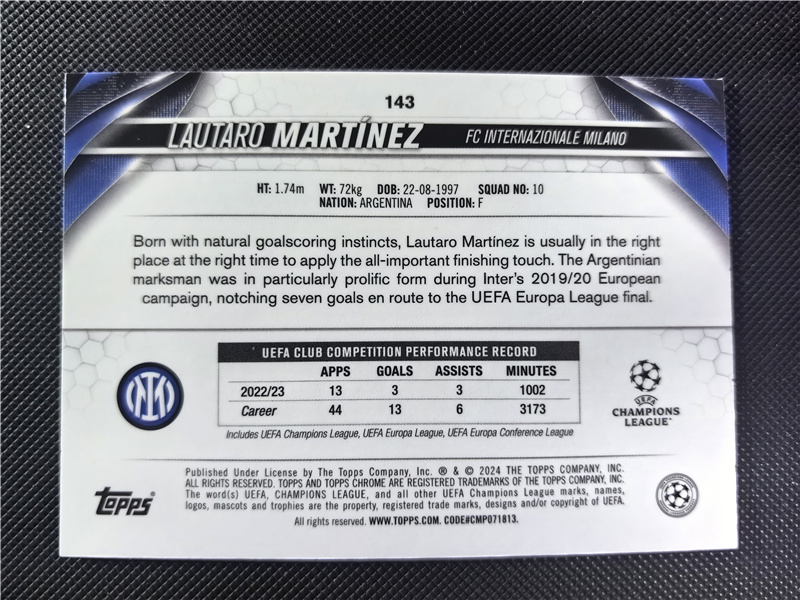 143
LAUTARO MARTÍNEZ FC INTERNAZIONALE MILANO
HT: 1.74m WT: 72kg DOB: 22-08-1997 SQUAD NO: 10
NATION: ARGENTINA POSITION: F
Born with natural goalscoring instincts, Lautaro Martínez is usually in the right
place at the right time to apply the all-important finishing touch. The Argentinian
marksman was in particularly prolific form during Inter's 2019/20 European
campaign, notching seven goals en route to the UEFA Europa League final.
UEFA CLUB COMPETITION PERFORMANCE RECORD
APPS GOALS ASSISTS MINUTES
2022/23 13 3 3 1002
Career 44 13 6 3173
Includes UEFA Champions League, UEFA Europa League, UEFA Europa Conference League
UEFA
CHAMPIONS
LEAGUE
topps
Published Under License by The Topps Company, Inc. ® & © 2024 THE TOPPS COMPANY, INC.
ALL RIGHTS RESERVED. TOPPS AND TOPPS CHROME ARE REGISTERED TRADEMARKS OF THE TOPPS COMPANY, INC.
The word(s) UEFA, CHAMPIONS LEAGUE, and all other UEFA Champions League marks, names,
logos, mascots and trophies are the property, registered trade marks, designs and/or copyright of UEFA.
All rights reserved. WWW.TOPPS.COM. CODE#CMP071813.